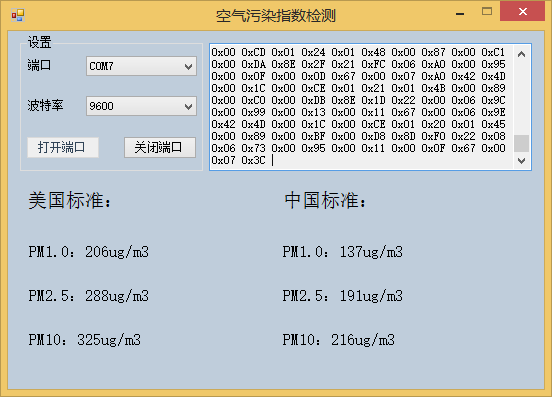 空气污染指数检测
设置
端口 COM7
波特率 9600
打开端口 关闭端口
0x00 0xCD 0x01 0x24 0x01 0x48 0x00 0x87 0x00 0xC1
0x00 0xDA 0x8E 0x2F 0x21 0xFC 0x06 0xA0 0x00 0x95
0x00 0x0F 0x00 0x0D 0x67 0x00 0x07 0xA0 0x42 0x4D
0x00 0x1C 0x00 0xCE 0x01 0x21 0x01 0x4B 0x00 0x89
0x00 0xC0 0x00 0xDB 0x8E 0x1D 0x22 0x00 0x06 0x9C
0x00 0x99 0x00 0x13 0x00 0x11 0x67 0x00 0x06 0x9E
0x42 0x4D 0x00 0x1C 0x00 0xCE 0x01 0x20 0x01 0x45
0x00 0x89 0x00 0xBF 0x00 0xD8 0x8D 0xF0 0x22 0x08
0x06 0x73 0x00 0x95 0x00 0x11 0x00 0x0F 0x67 0x00
0x07 0x3C
美国标准：
PM1.0：206ug/m3
PM2.5：288ug/m3
PM10：325ug/m3
中国标准：
PM1.0：137ug/m3
PM2.5：191ug/m3
PM10：216ug/m3